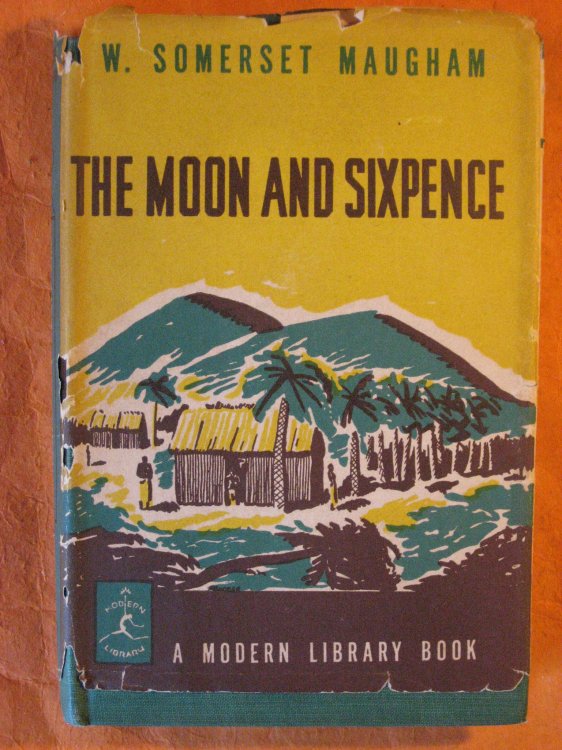 W. SOMERSET MAUGHAM
THE MOON AND SIXPENCE
MODERN
LIBRARY
A MODERN LIBRARY BOOK